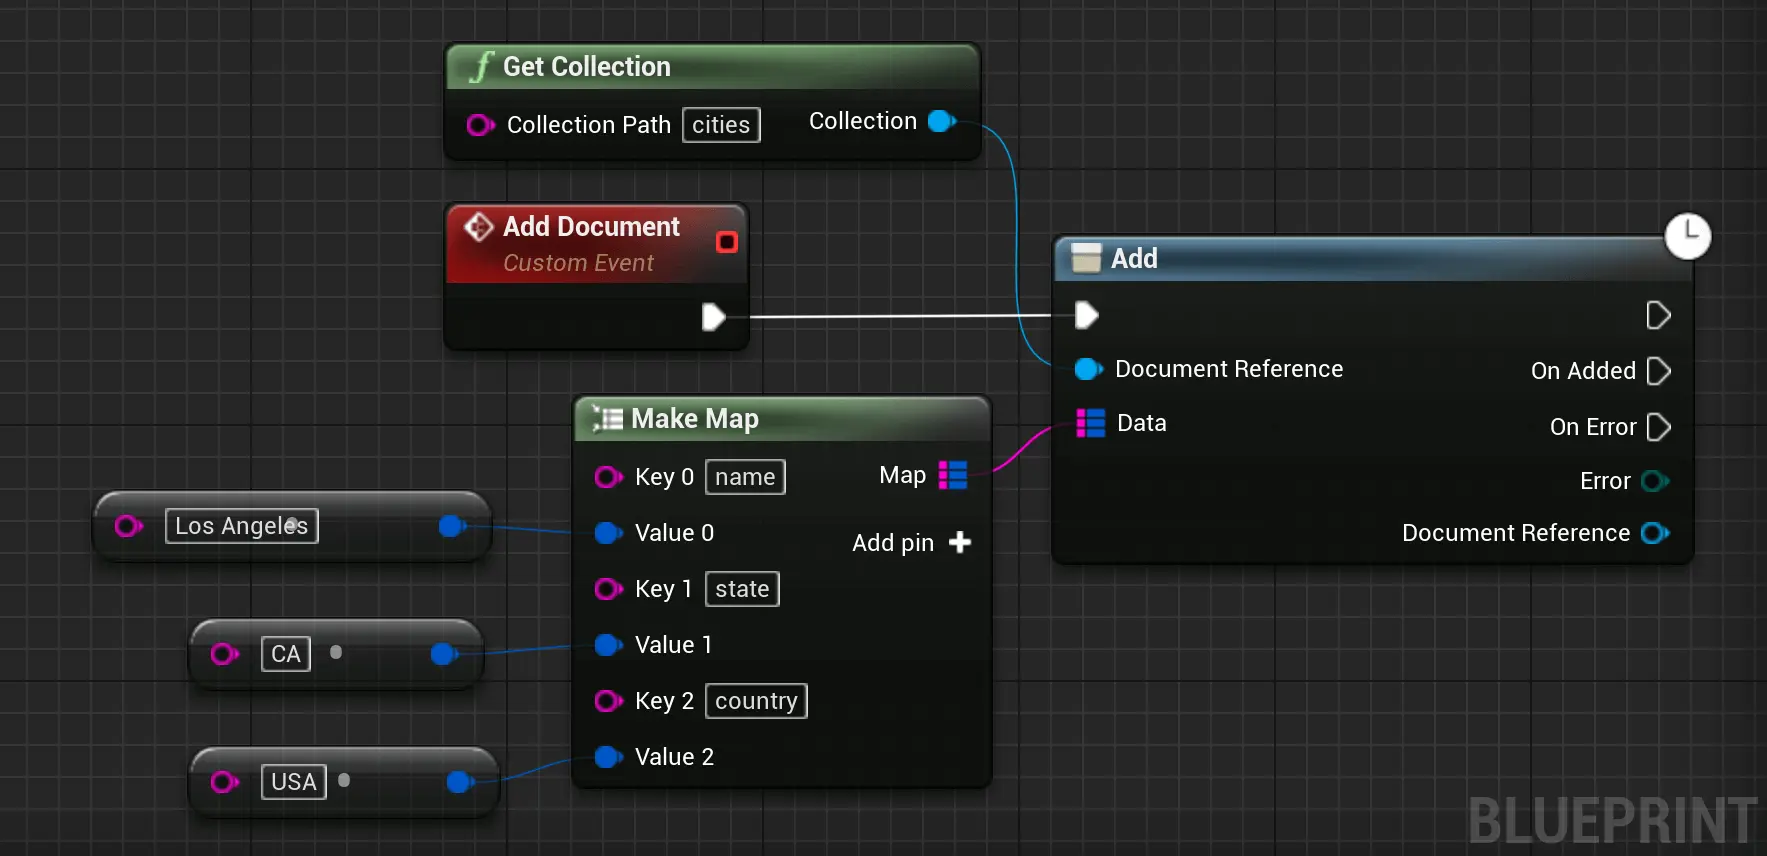 Get Collection
Collection Path cities Collection
Add Document
Custom Event
Add
Document Reference On Added
Data On Error
Error
Document Reference
Make Map
Key 0 name Map
Value 0 Add pin
Key 1 state
Value 1
Key 2 country
Value 2
Los Angeles
CA
USA
BLUEPRINT